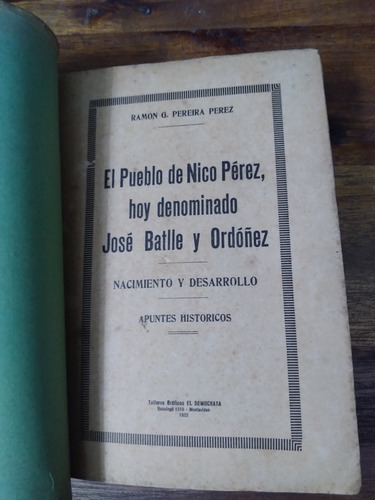 RAMON G. PEREIRA PEREZ
El Pueblo de Nico Pérez,
hoy denominado
José Batlle y Ordóñez
NACIMIENTO Y DESARROLLO
APUNTES HISTORICOS
Talleres Gráficos EL DEMOCRATA
Montevideo